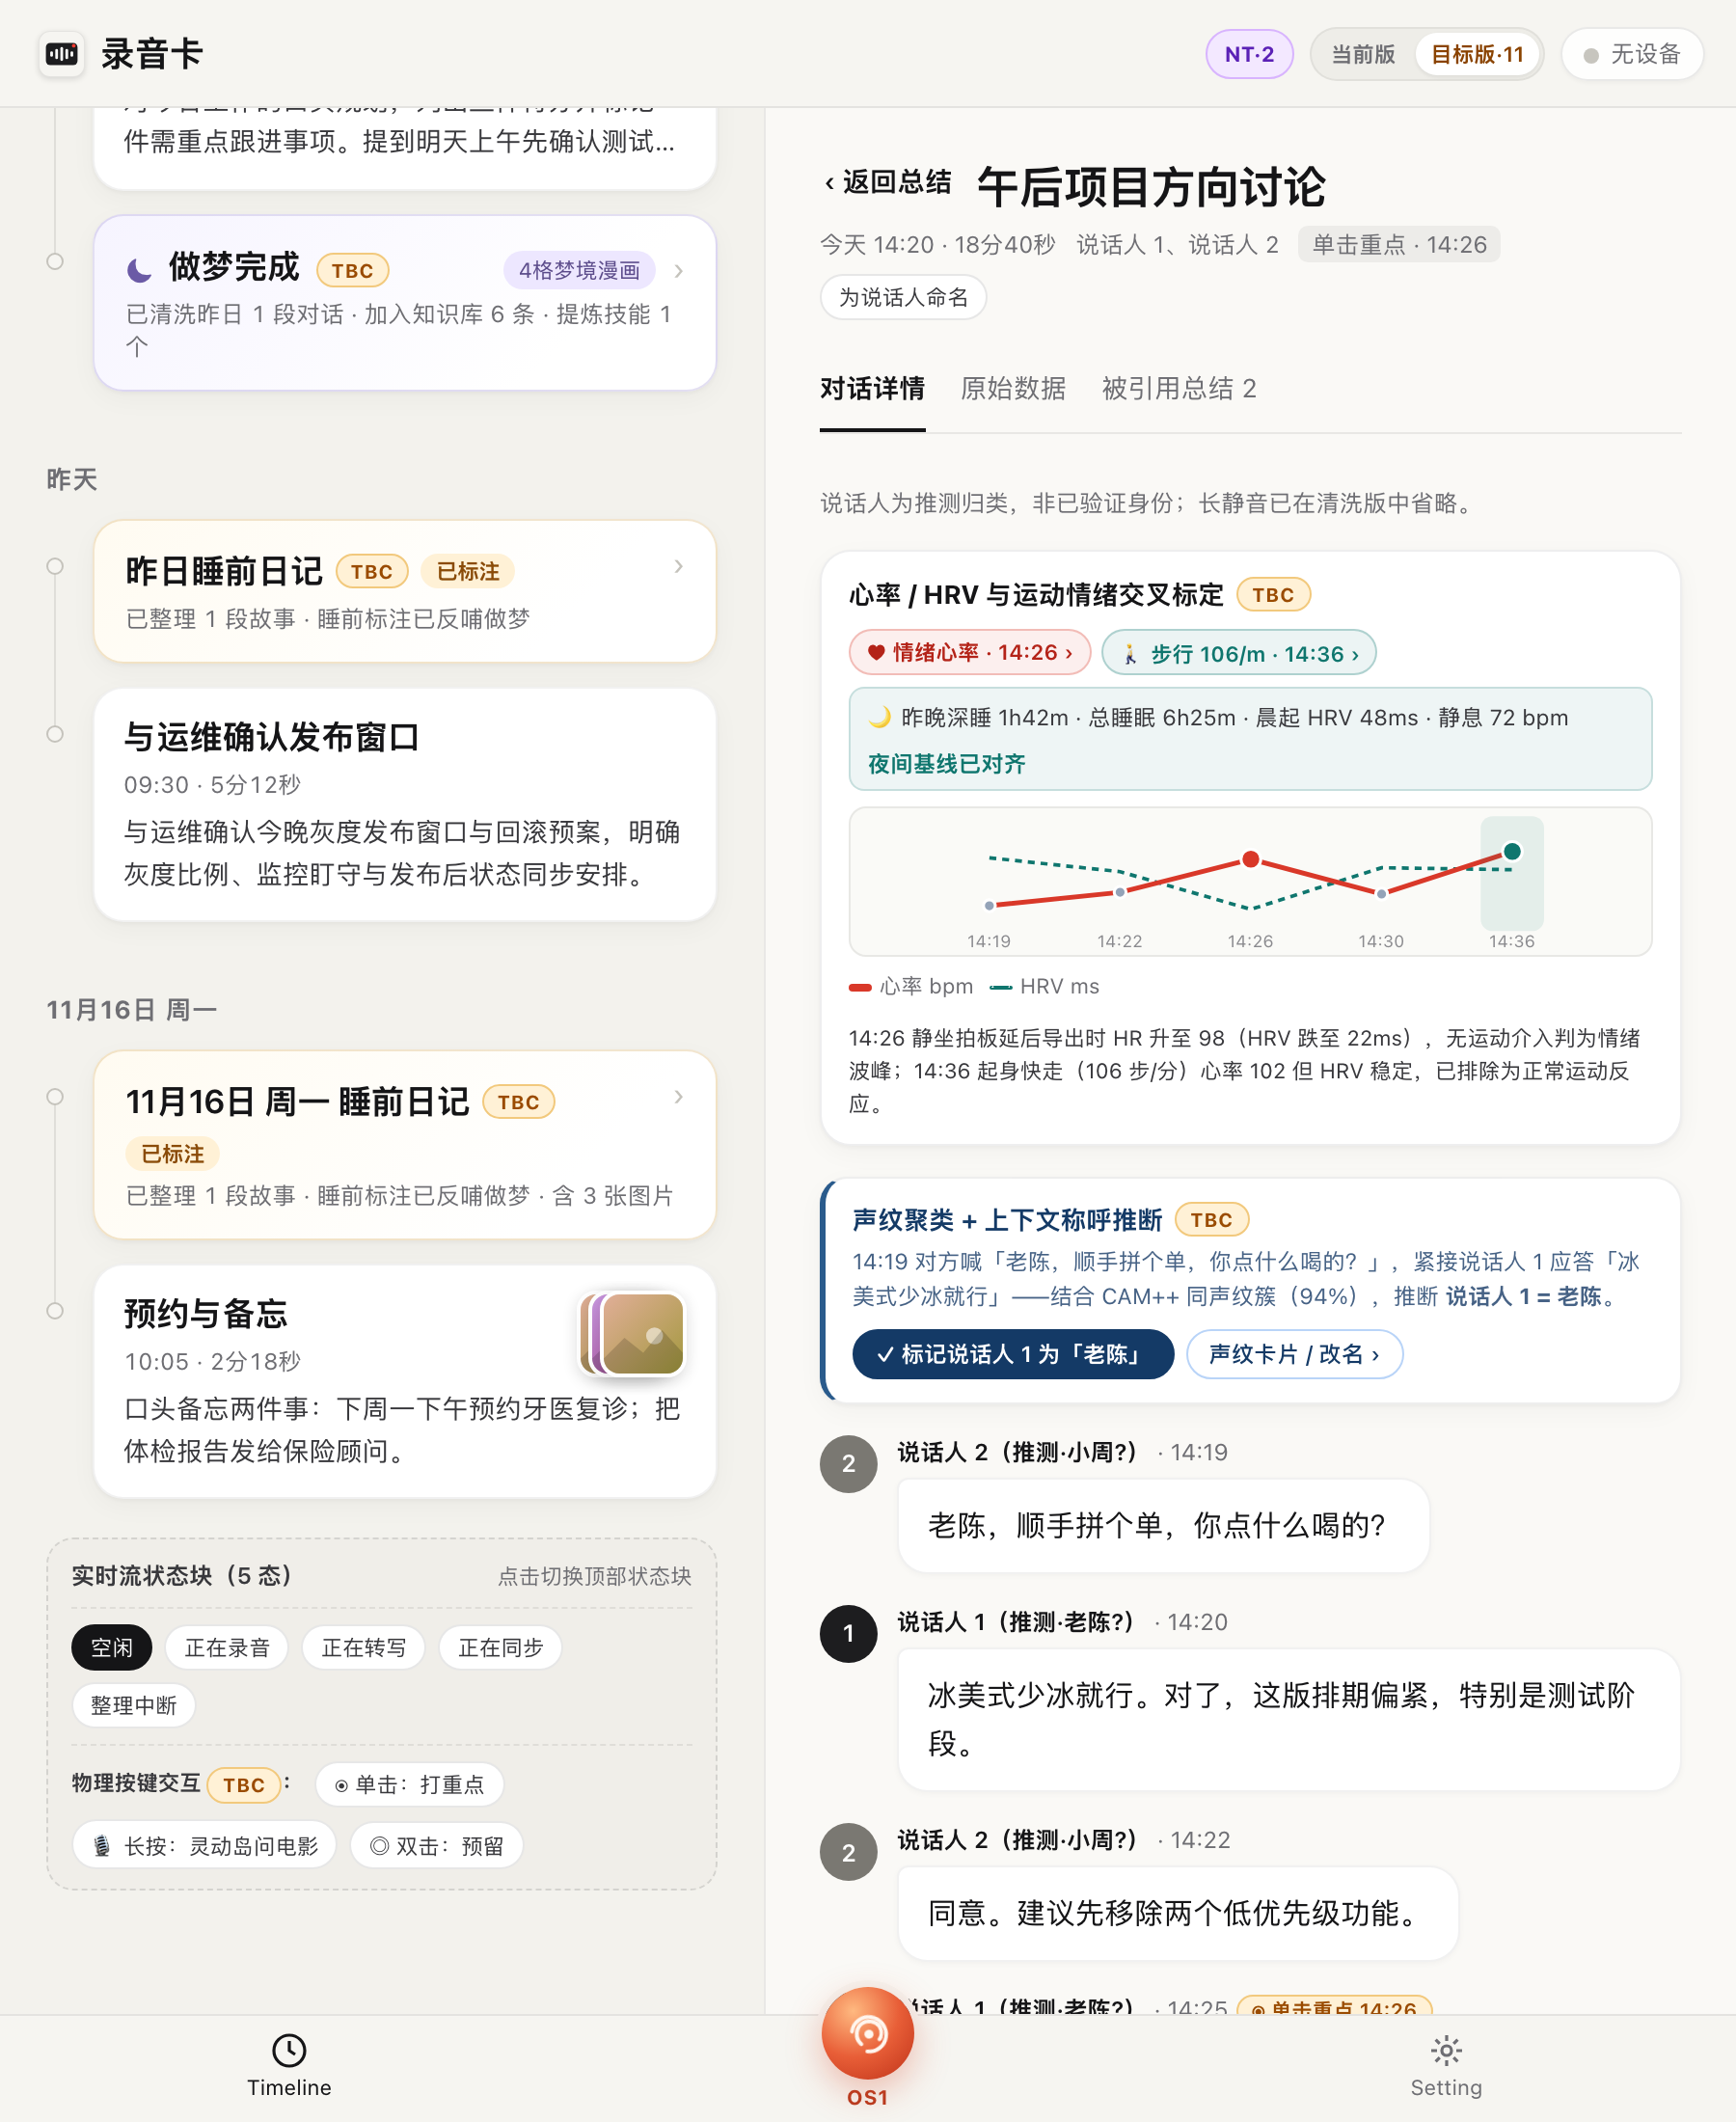 录音卡
NT·2
当前版
目标版·11
无设备
件需重点跟进事项。提到明天上午先确认测试...
做梦完成 TBC 4格梦境漫画 ›
已清洗昨日 1 段对话 · 加入知识库 6 条 · 提炼技能 1
个
昨天
昨日睡前日记 TBC 已标注 ›
已整理 1 段故事 · 睡前标注已反哺做梦
与运维确认发布窗口
09:30 · 5分12秒
与运维确认今晚灰度发布窗口与回滚预案，明确
灰度比例、监控盯守与发布后状态同步安排。
11月16日 周一
11月16日 周一 睡前日记 TBC ›
已标注
已整理 1 段故事 · 睡前标注已反哺做梦 · 含 3 张图片
预约与备忘
10:05 · 2分18秒
口头备忘两件事：下周一下午预约牙医复诊；把
体检报告发给保险顾问。
实时流状态块（5 态） 点击切换顶部状态块
空闲 正在录音 正在转写 正在同步
整理中断
物理按键交互 TBC ： 单击：打重点
长按：灵动岛问电影 ◎ 双击：预留
‹ 返回总结 午后项目方向讨论
今天 14:20 · 18分40秒 说话人 1、说话人 2 单击重点 · 14:26
为说话人命名
对话详情 原始数据 被引用总结 2
说话人为推测归类，非已验证身份；长静音已在清洗版中省略。
心率 / HRV 与运动情绪交叉标定 TBC
情绪心率 · 14:26 › 步行 106/m · 14:36 ›
昨晚深睡 1h42m · 总睡眠 6h25m · 晨起 HRV 48ms · 静息 72 bpm
夜间基线已对齐
14:19 14:22 14:26 14:30 14:36
心率 bpm HRV ms
14:26 静坐拍板延后导出时 HR 升至 98（HRV 跌至 22ms），无运动介入判为情绪
波峰；14:36 起身快走（106 步/分）心率 102 但 HRV 稳定，已排除为正常运动反
应。
声纹聚类 + 上下文称呼推断 TBC
14:19 对方喊「老陈，顺手拼个单，你点什么喝的？」，紧接说话人 1 应答「冰
美式少冰就行」——结合 CAM++ 同声纹簇（94%），推断 说话人 1 = 老陈。
✓ 标记说话人 1 为「老陈」 声纹卡片 / 改名 ›
2 说话人 2（推测·小周?） · 14:19
老陈，顺手拼个单，你点什么喝的?
1 说话人 1（推测·老陈?） · 14:20
冰美式少冰就行。对了，这版排期偏紧，特别是测试阶
段。
2 说话人 2（推测·小周?） · 14:22
同意。建议先移除两个低优先级功能。
说话人 1（推测·老陈?） · 14:25 单击重点 14:26
Timeline
OS1
Setting